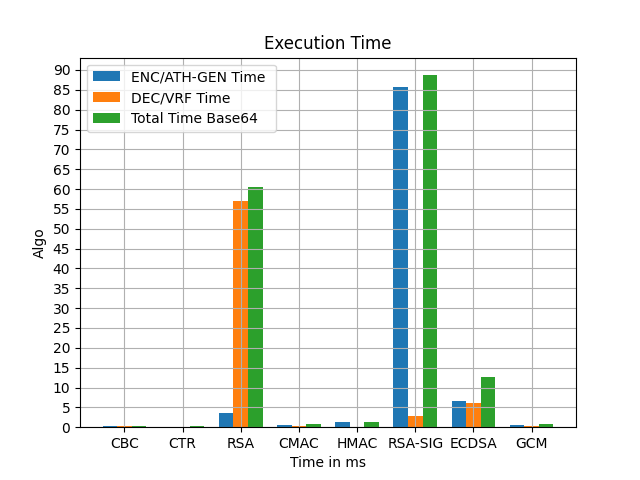 Execution Time
ENC/ATH-GEN Time
DEC/VRF Time
Total Time Base64
90
85
80
75
70
65
60
55
50
45
40
35
30
25
20
15
10
5
0
Algo
CBC CTR RSA CMAC HMAC RSA-SIG ECDSA GCM
Time in ms